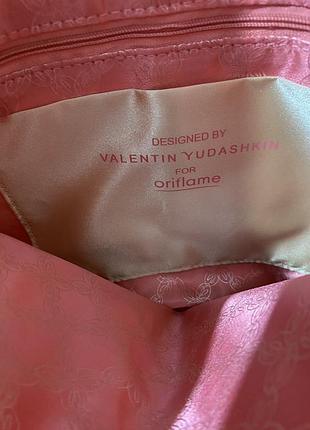 DESIGNED BY
VALENTIN YUDASHKIN
FOR
oriflame